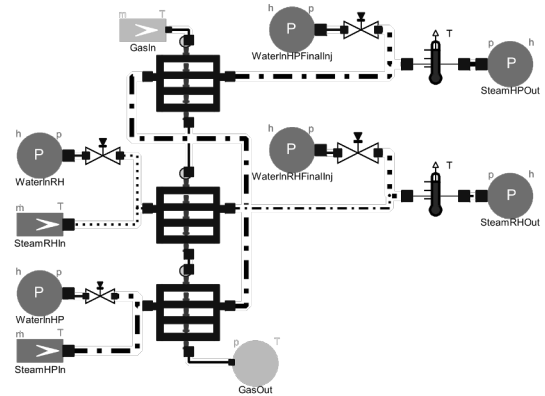 ṁ T
GasIn
h p
P
WaterInHPFinalInj
T
p h
P
SteamHPOut
h p
P
WaterInRH
h p
P
WaterInRHFinalInj
T
p h
P
SteamRHOut
ṁ T
SteamRHIn
h p
P
WaterInHP
ṁ T
SteamHPIn
p T
GasOut